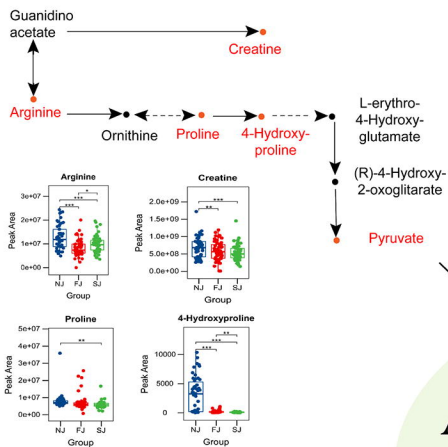 Guanidino
acetate
Creatine
Arginine
Ornithine
Proline
4-Hydroxy-
proline
L-erythro-
4-Hydroxy-
glutamate
(R)-4-Hydroxy-
2-oxoglitarate
Pyruvate
Arginine
Peak Area
3e+07
2e+07
1e+07
0e+00
***
***
*
NJ FJ SJ
Group
Creatine
Peak Area
2.0e+09
1.5e+09
1.0e+09
5.0e+08
0.0e+00
***
**
NJ FJ SJ
Group
Proline
Peak Area
5e+07
4e+07
3e+07
2e+07
1e+07
0e+00
**
NJ FJ SJ
Group
4-Hydroxyproline
Peak Area
10000
5000
0
**
***
***
NJ FJ SJ
Group